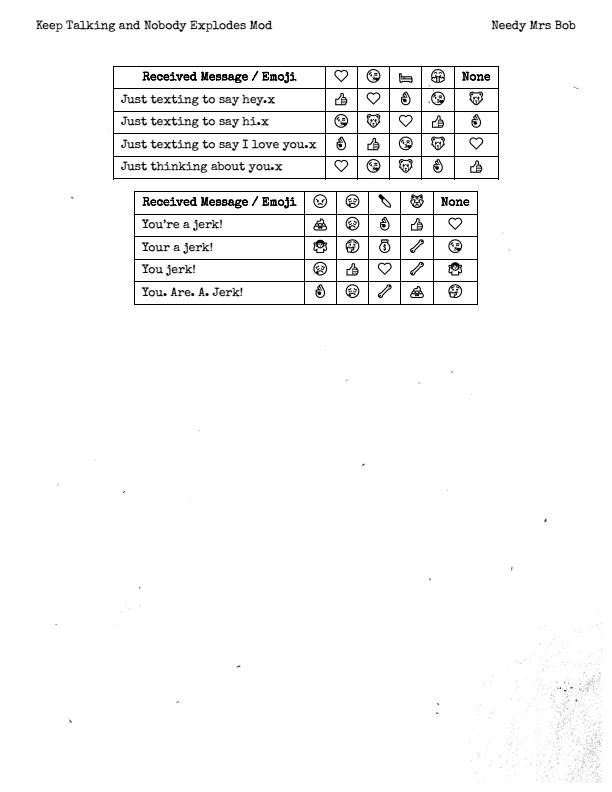 Keep Talking and Nobody Explodes Mod Needy Mrs Bob
Received Message / Emoji None
Just texting to say hey.x
Just texting to say hi.x
Just texting to say I love you.x
Just thinking about you.x
Received Message / Emoji None
You're a jerk!
Your a jerk!
You jerk!
You. Are. A. Jerk!